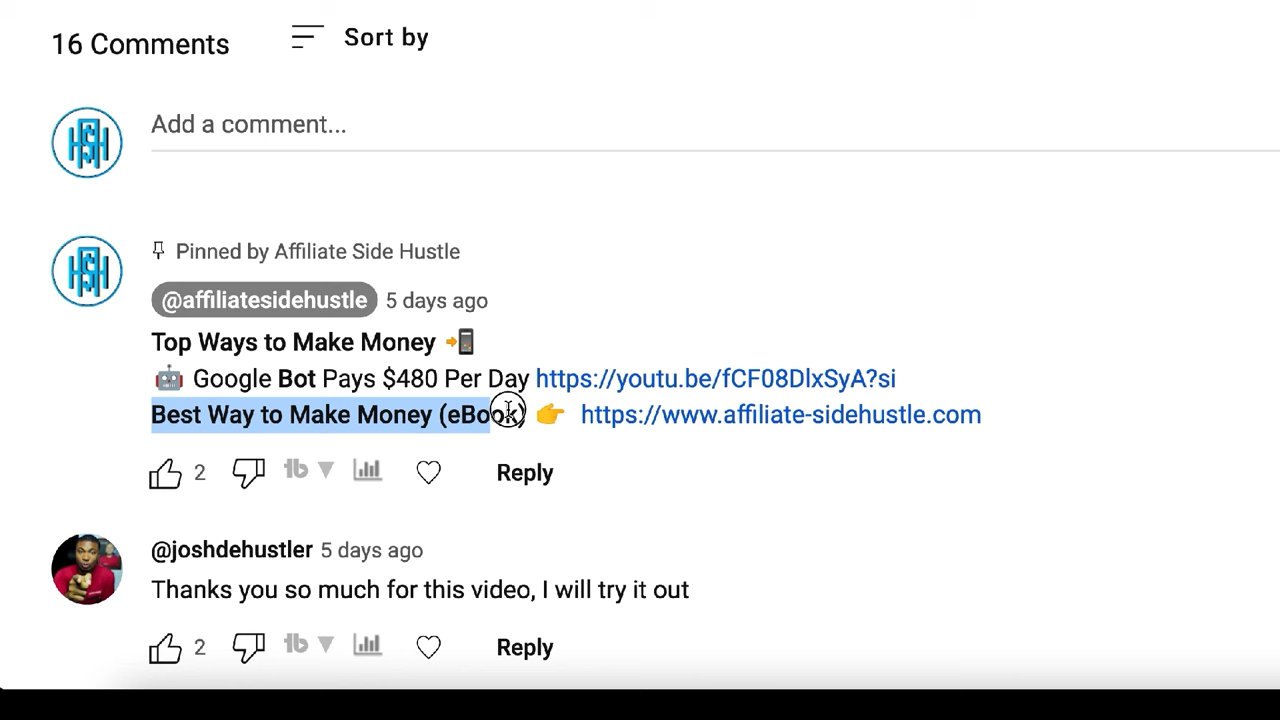 16 Comments
Sort by
Add a comment...
Pinned by Affiliate Side Hustle
@affiliatesidehustle 5 days ago
Top Ways to Make Money 📲
🤖 Google Bot Pays $480 Per Day https://youtu.be/fCF08DlxSyA?si
Best Way to Make Money (eBook) 👉 https://www.affiliate-sidehustle.com
2 Reply
@joshdehustler 5 days ago
Thanks you so much for this video, I will try it out
2 Reply